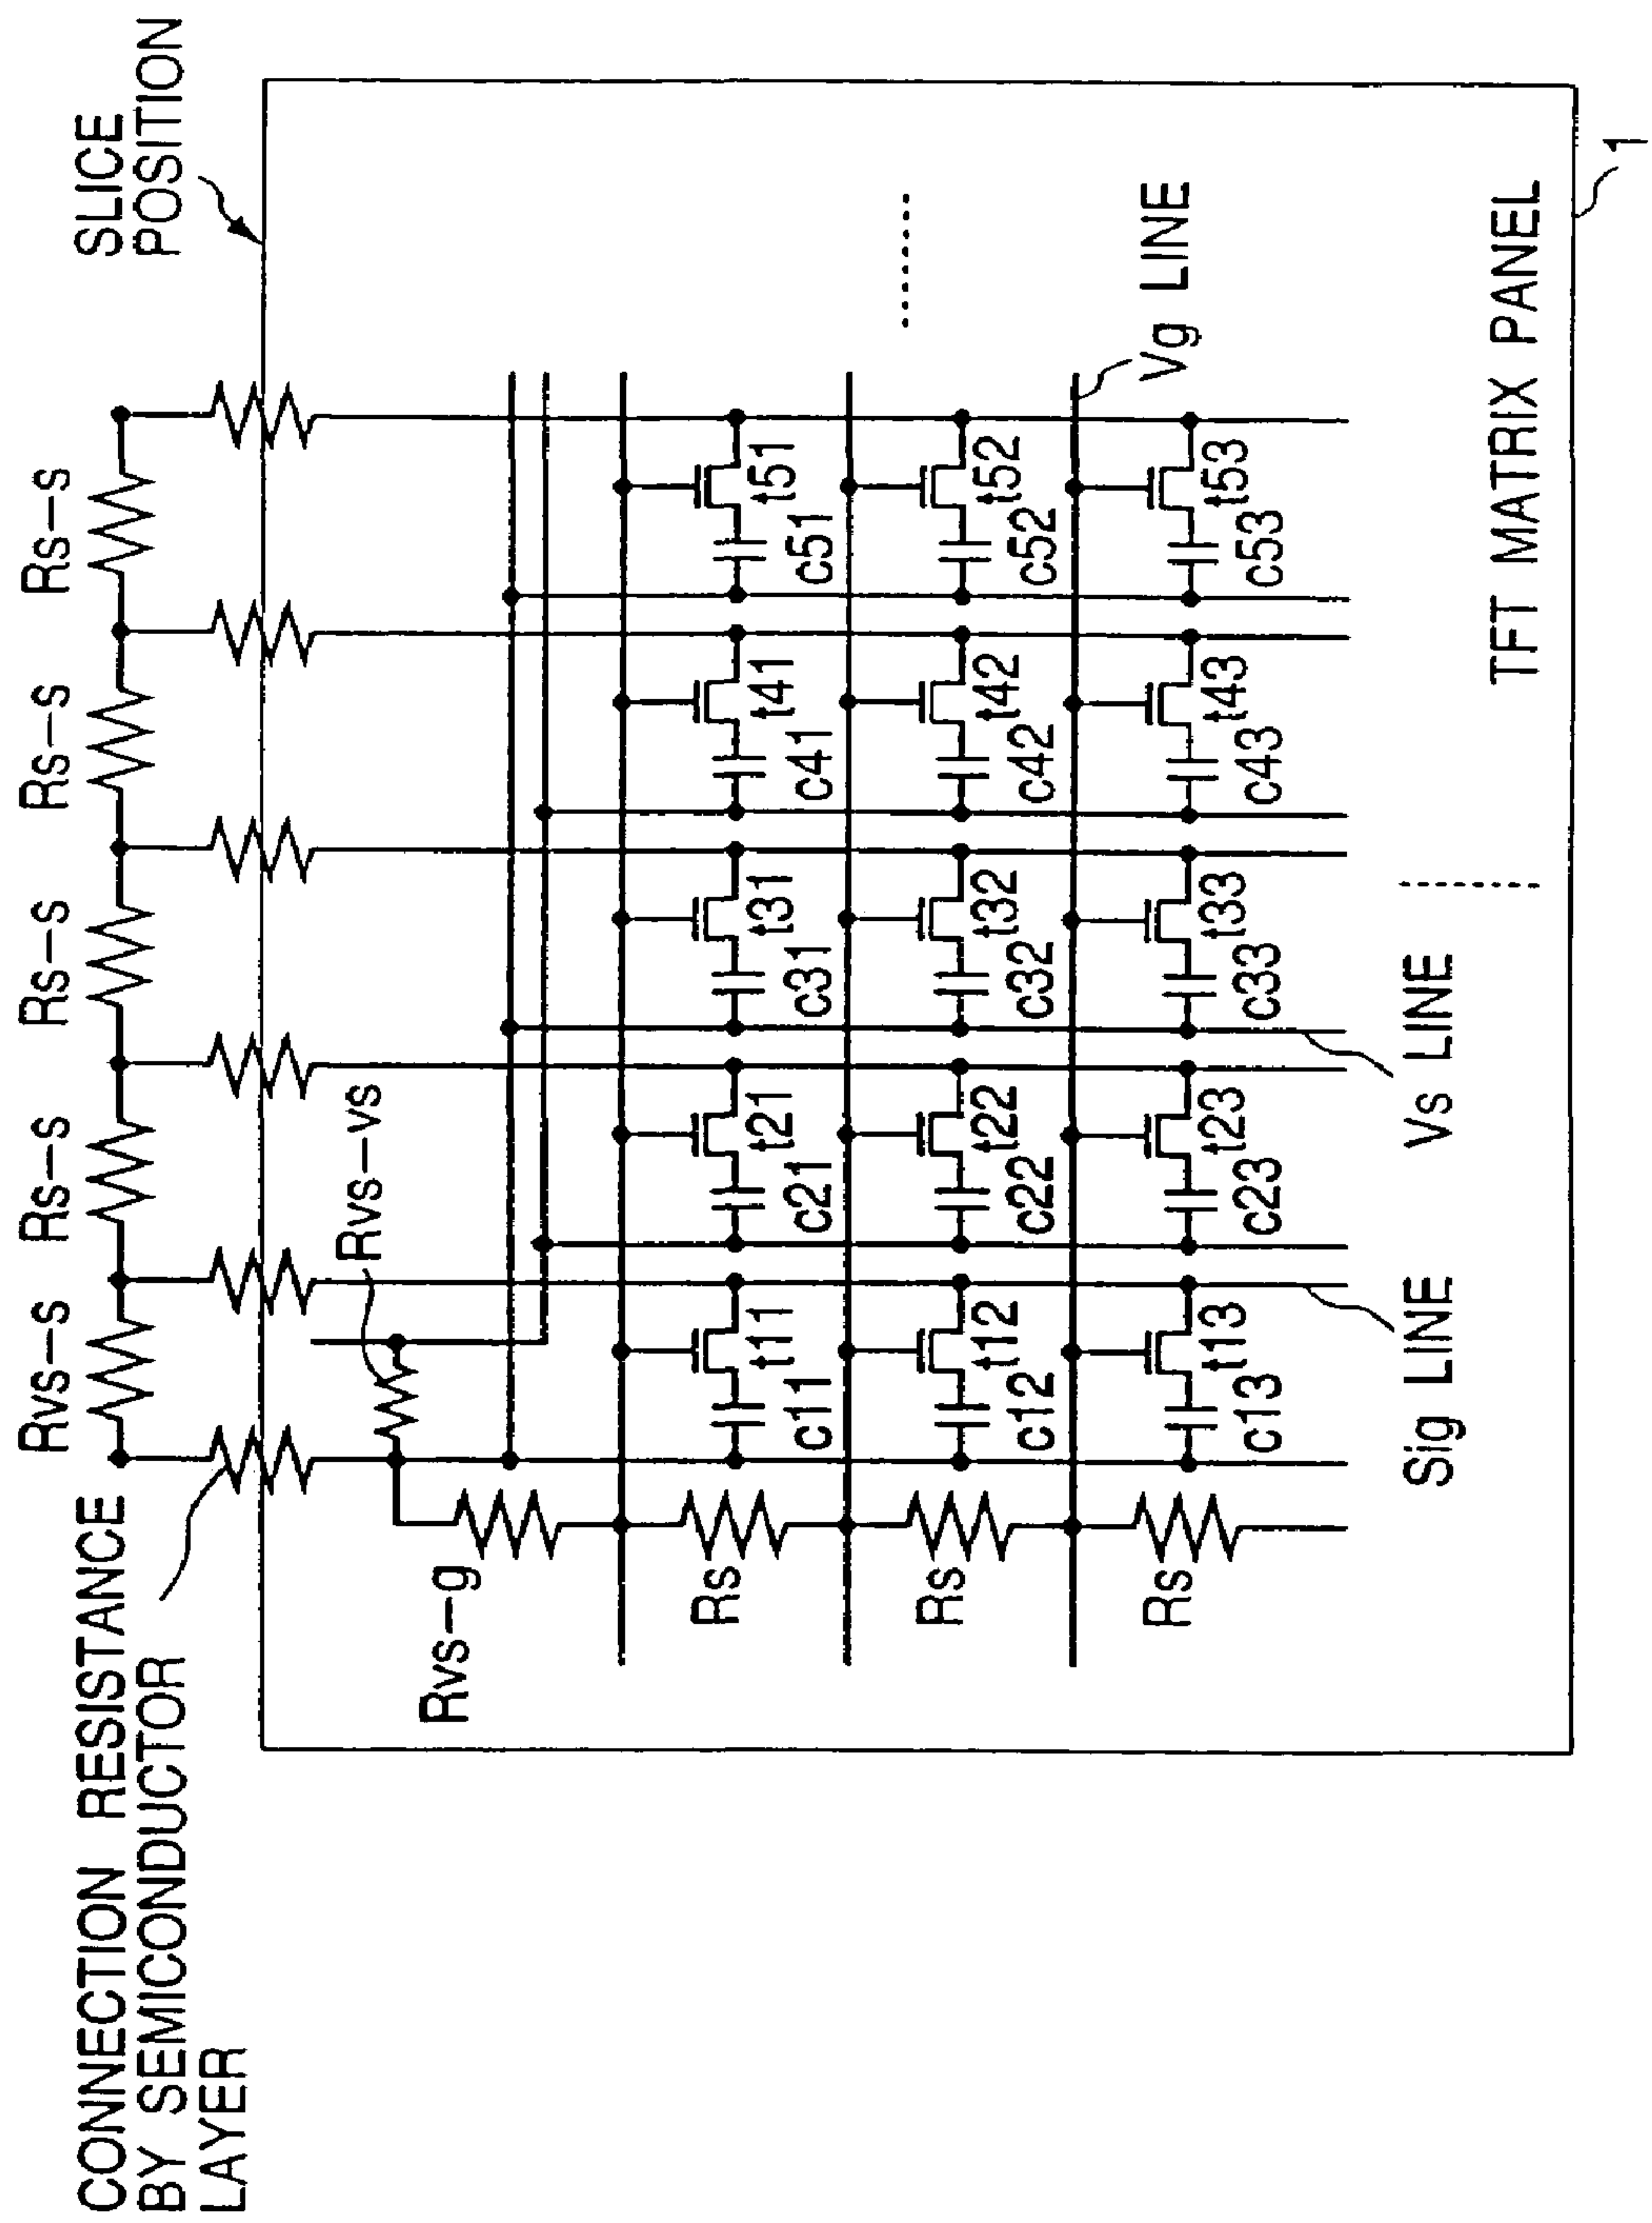 CONNECTION RESISTANCE
BY SEMICONDUCTOR
LAYER
Rvs-s
Rs-s
Rs-s
Rs-s
Rs-s
SLICE
POSITION
Rvs-vs
Rvs-g
Rs
c11
t11
c21
t21
c31
t31
c41
t41
c51
t51
Rs
c12
t12
c22
t22
c32
t32
c42
t42
c52
t52
Rs
c13
t13
c23
t23
c33
t33
c43
t43
c53
t53
Vg LINE
Sig LINE
Vs LINE
TFT MATRIX PANEL
1